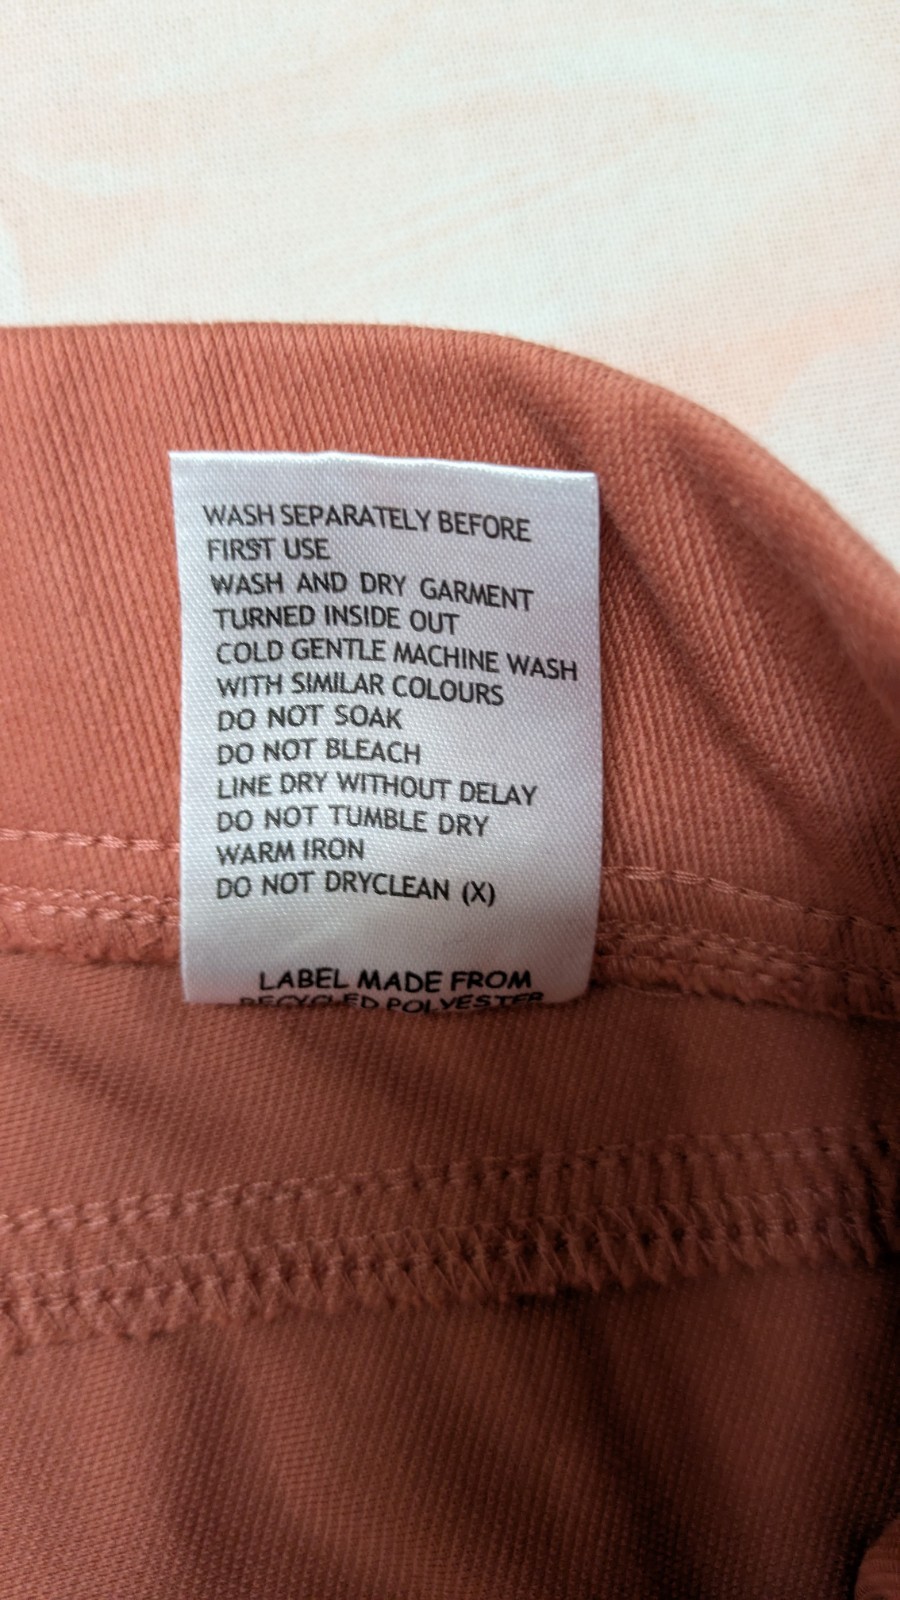 WASH SEPARATELY BEFORE
FIRST USE
WASH AND DRY GARMENT
TURNED INSIDE OUT
COLD GENTLE MACHINE WASH
WITH SIMILAR COLOURS
DO NOT SOAK
DO NOT BLEACH
LINE DRY WITHOUT DELAY
DO NOT TUMBLE DRY
WARM IRON
DO NOT DRYCLEAN (X)
LABEL MADE FROM
RECYCLED POLYESTER